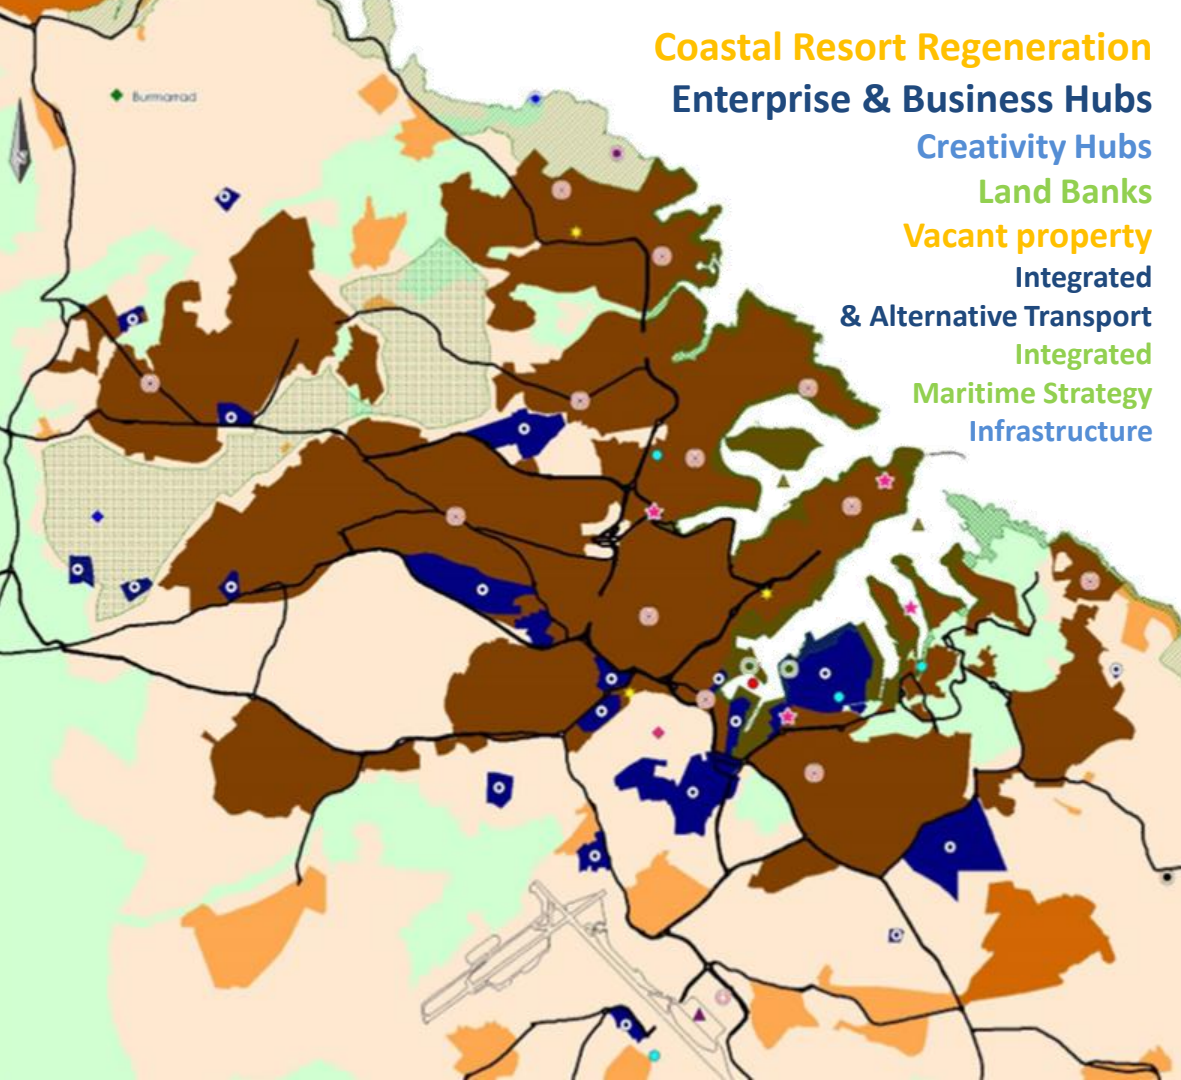 Coastal Resort Regeneration
Enterprise & Business Hubs
Creativity Hubs
Land Banks
Vacant property
Integrated
& Alternative Transport
Integrated
Maritime Strategy
Infrastructure
Burmarrad